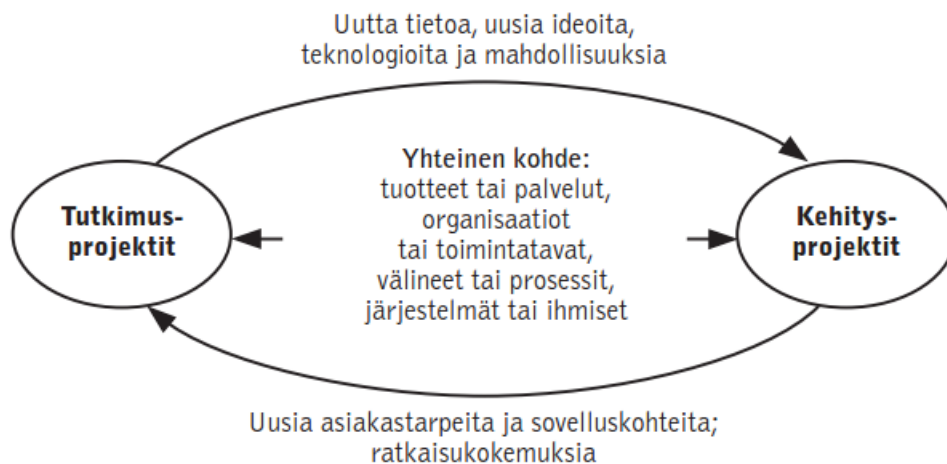 Uutta tietoa, uusia ideoita,
teknologioita ja mahdollisuuksia
Tutkimus-
projektit
Yhteinen kohde:
tuotteet tai palvelut,
organisaatiot
tai toimintatavat,
välineet tai prosessit,
järjestelmät tai ihmiset
Kehitys-
projektit
Uusia asiakastarpeita ja sovelluskohteita;
ratkaisukokemuksia